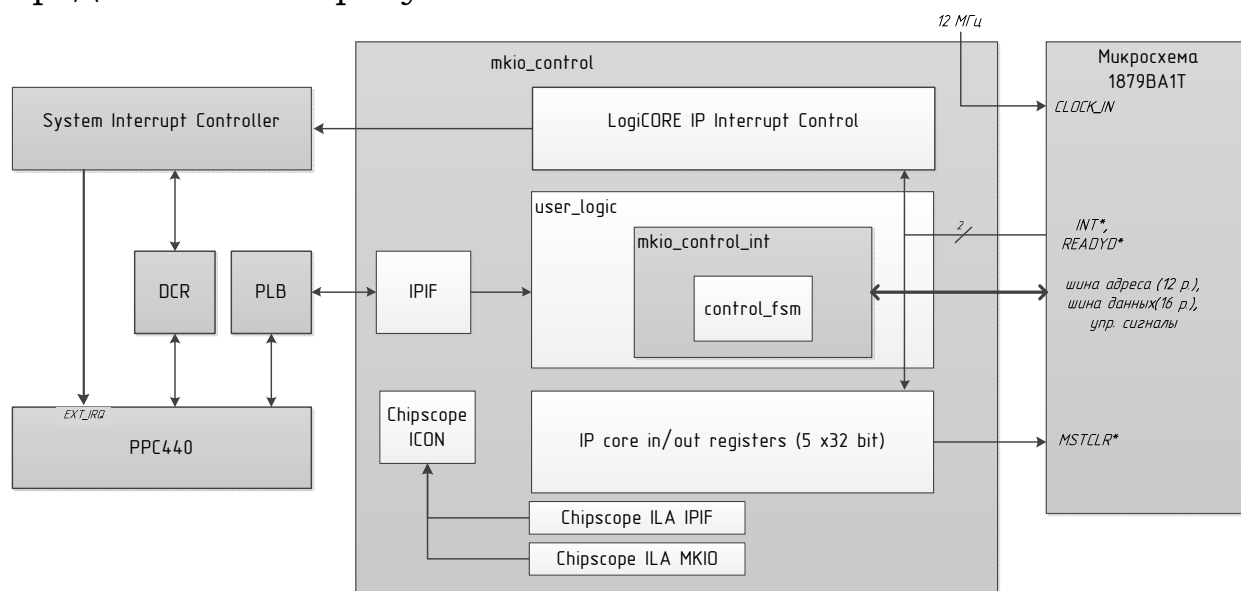 12 МГц
mkio_control
Микросхема
1879ВА1Т
System Interrupt Controller
LogiCORE IP Interrupt Control
CLOCK_IN
user_logic
mkio_control_int
2
INT*,
READYD*
DCR
PLB
IPIF
control_fsm
шина адреса (12 р.),
шина данных(16 р.),
упр. сигналы
EXT_IRQ
PPC440
Chipscope
ICON
IP core in/out registers (5 x32 bit)
MSTCLR*
Chipscope ILA IPIF
Chipscope ILA MKIO